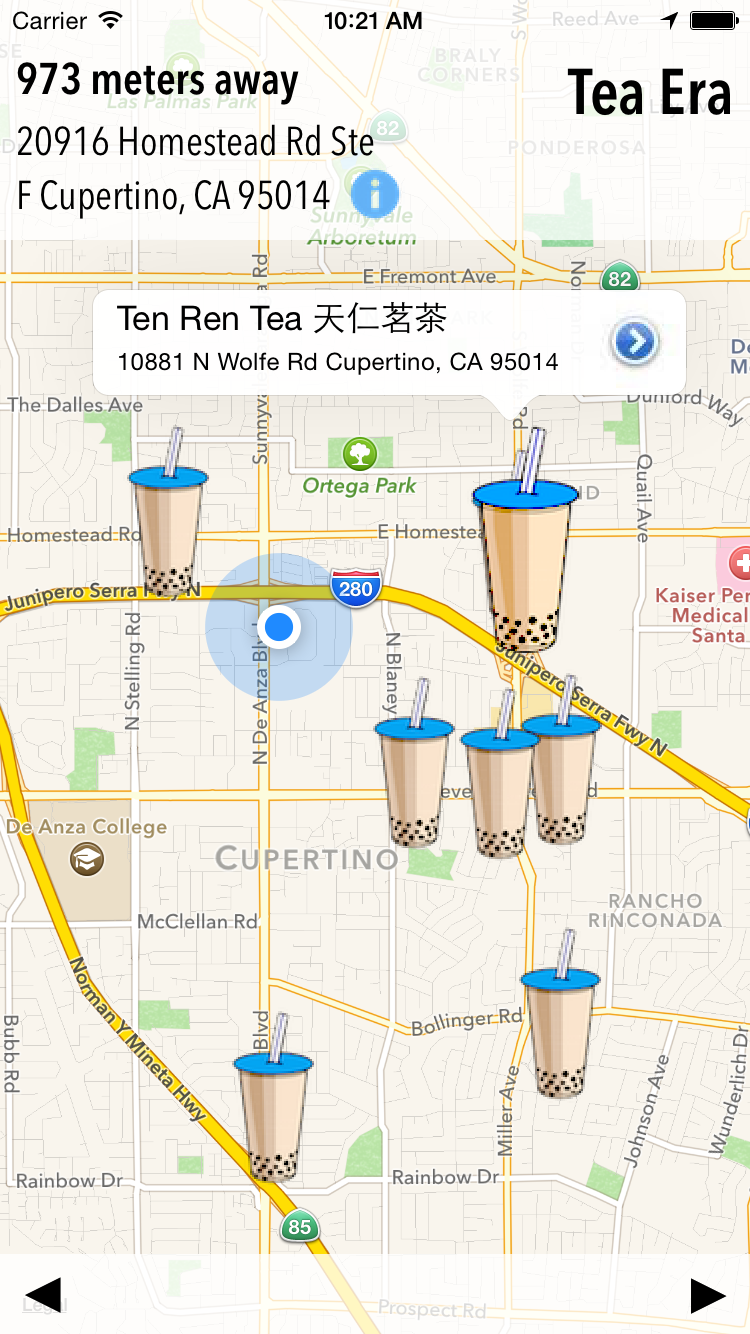 Carrier
10:21 AM
973 meters away
Tea Era
20916 Homestead Rd Ste
F Cupertino, CA 95014
i
Reed Ave
BRALY
CORNERS
Las Palmas Park
82
PONDEROSA
Sunnyvale
Arboretum
E Fremont Ave
82
Ten Ren Tea 天仁茗茶
10881 N Wolfe Rd Cupertino, CA 95014
The Dalles Ave
Dunford Way
Ortega Park
Quail Ave
Homestead Rd
Junipero Serra
N
280
Kaiser
Medical
Santa
N Stelling Rd
N De Anza
N Blaney
Junipero Serra Fwy N
De Anza College
CUPERTINO
RANCHO
RINCONADA
McClellan Rd
Norman Y Mineta Hwy
Bubb Rd
Blvd
Bollinger Rd
Miller Ave
Johnson Ave
Wunderlich Dr
Rainbow Dr
Rainbow Dr
85
Legal
Prospect Rd